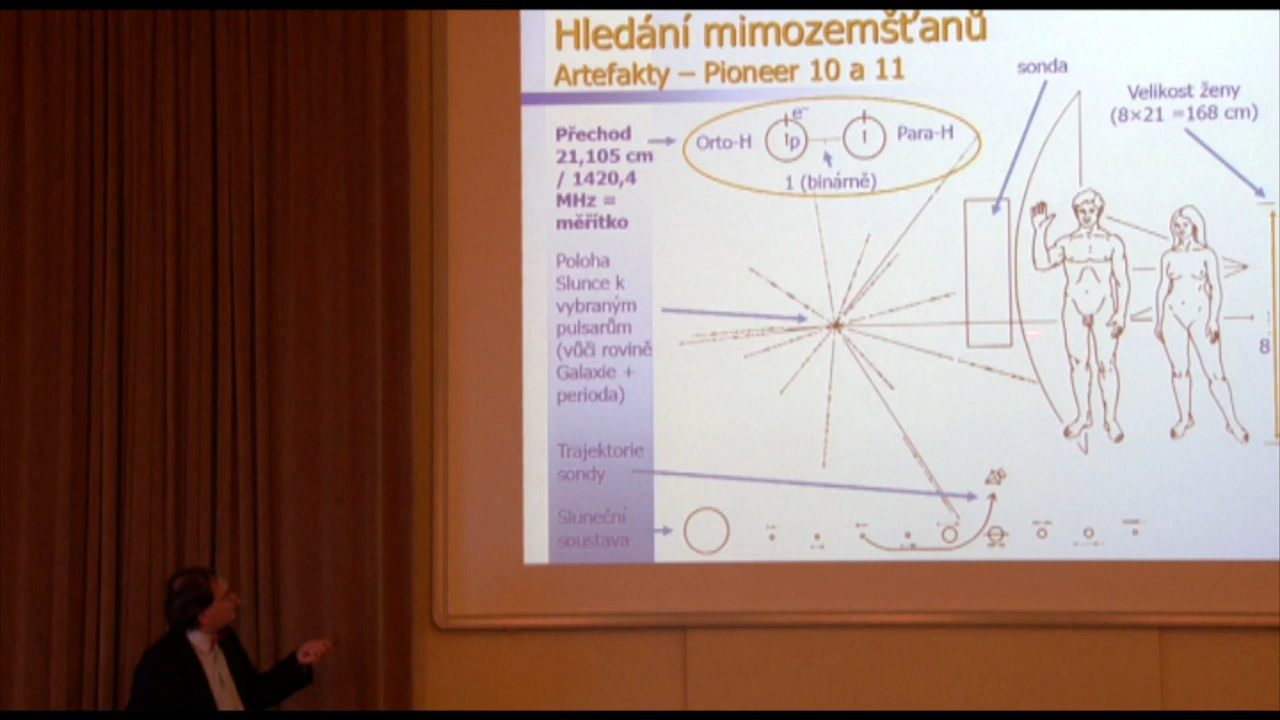 Hledání mimozemšťanů
Artefakty – Pioneer 10 a 11
sonda
Velikost ženy
(8×21 =168 cm)
Přechod
21,105 cm
/ 1420,4
MHz =
měřítko
Orto-H
e⁻
p
Para-H
1 (binárně)
Poloha
Slunce k
vybraným
pulsarům
(vůči rovině
Galaxie +
perioda)
8
Trajektorie
sondy
Sluneční
soustava